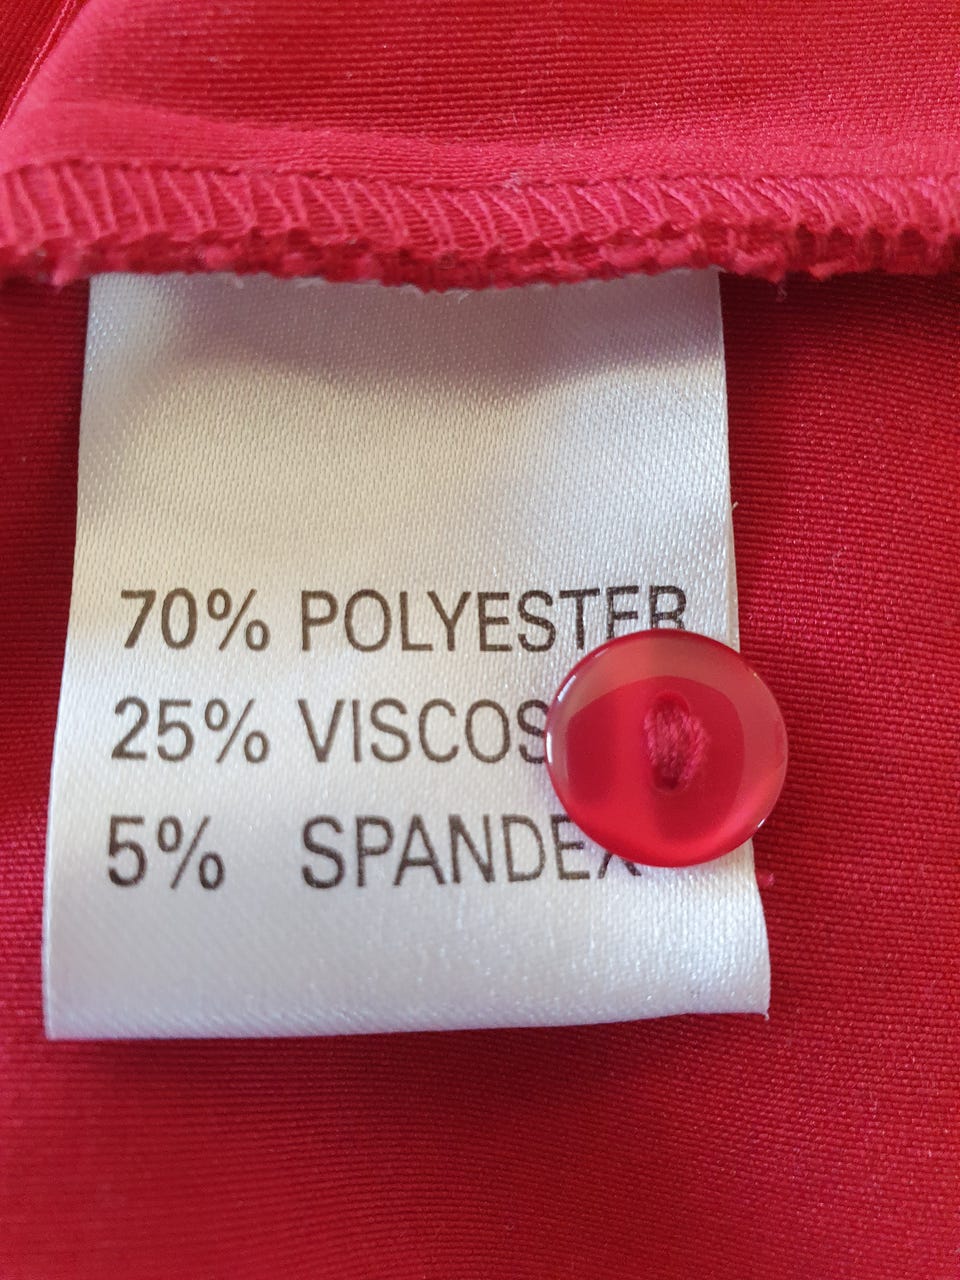 70% POLYESTER
25% VISCOS
5% SPANDEX